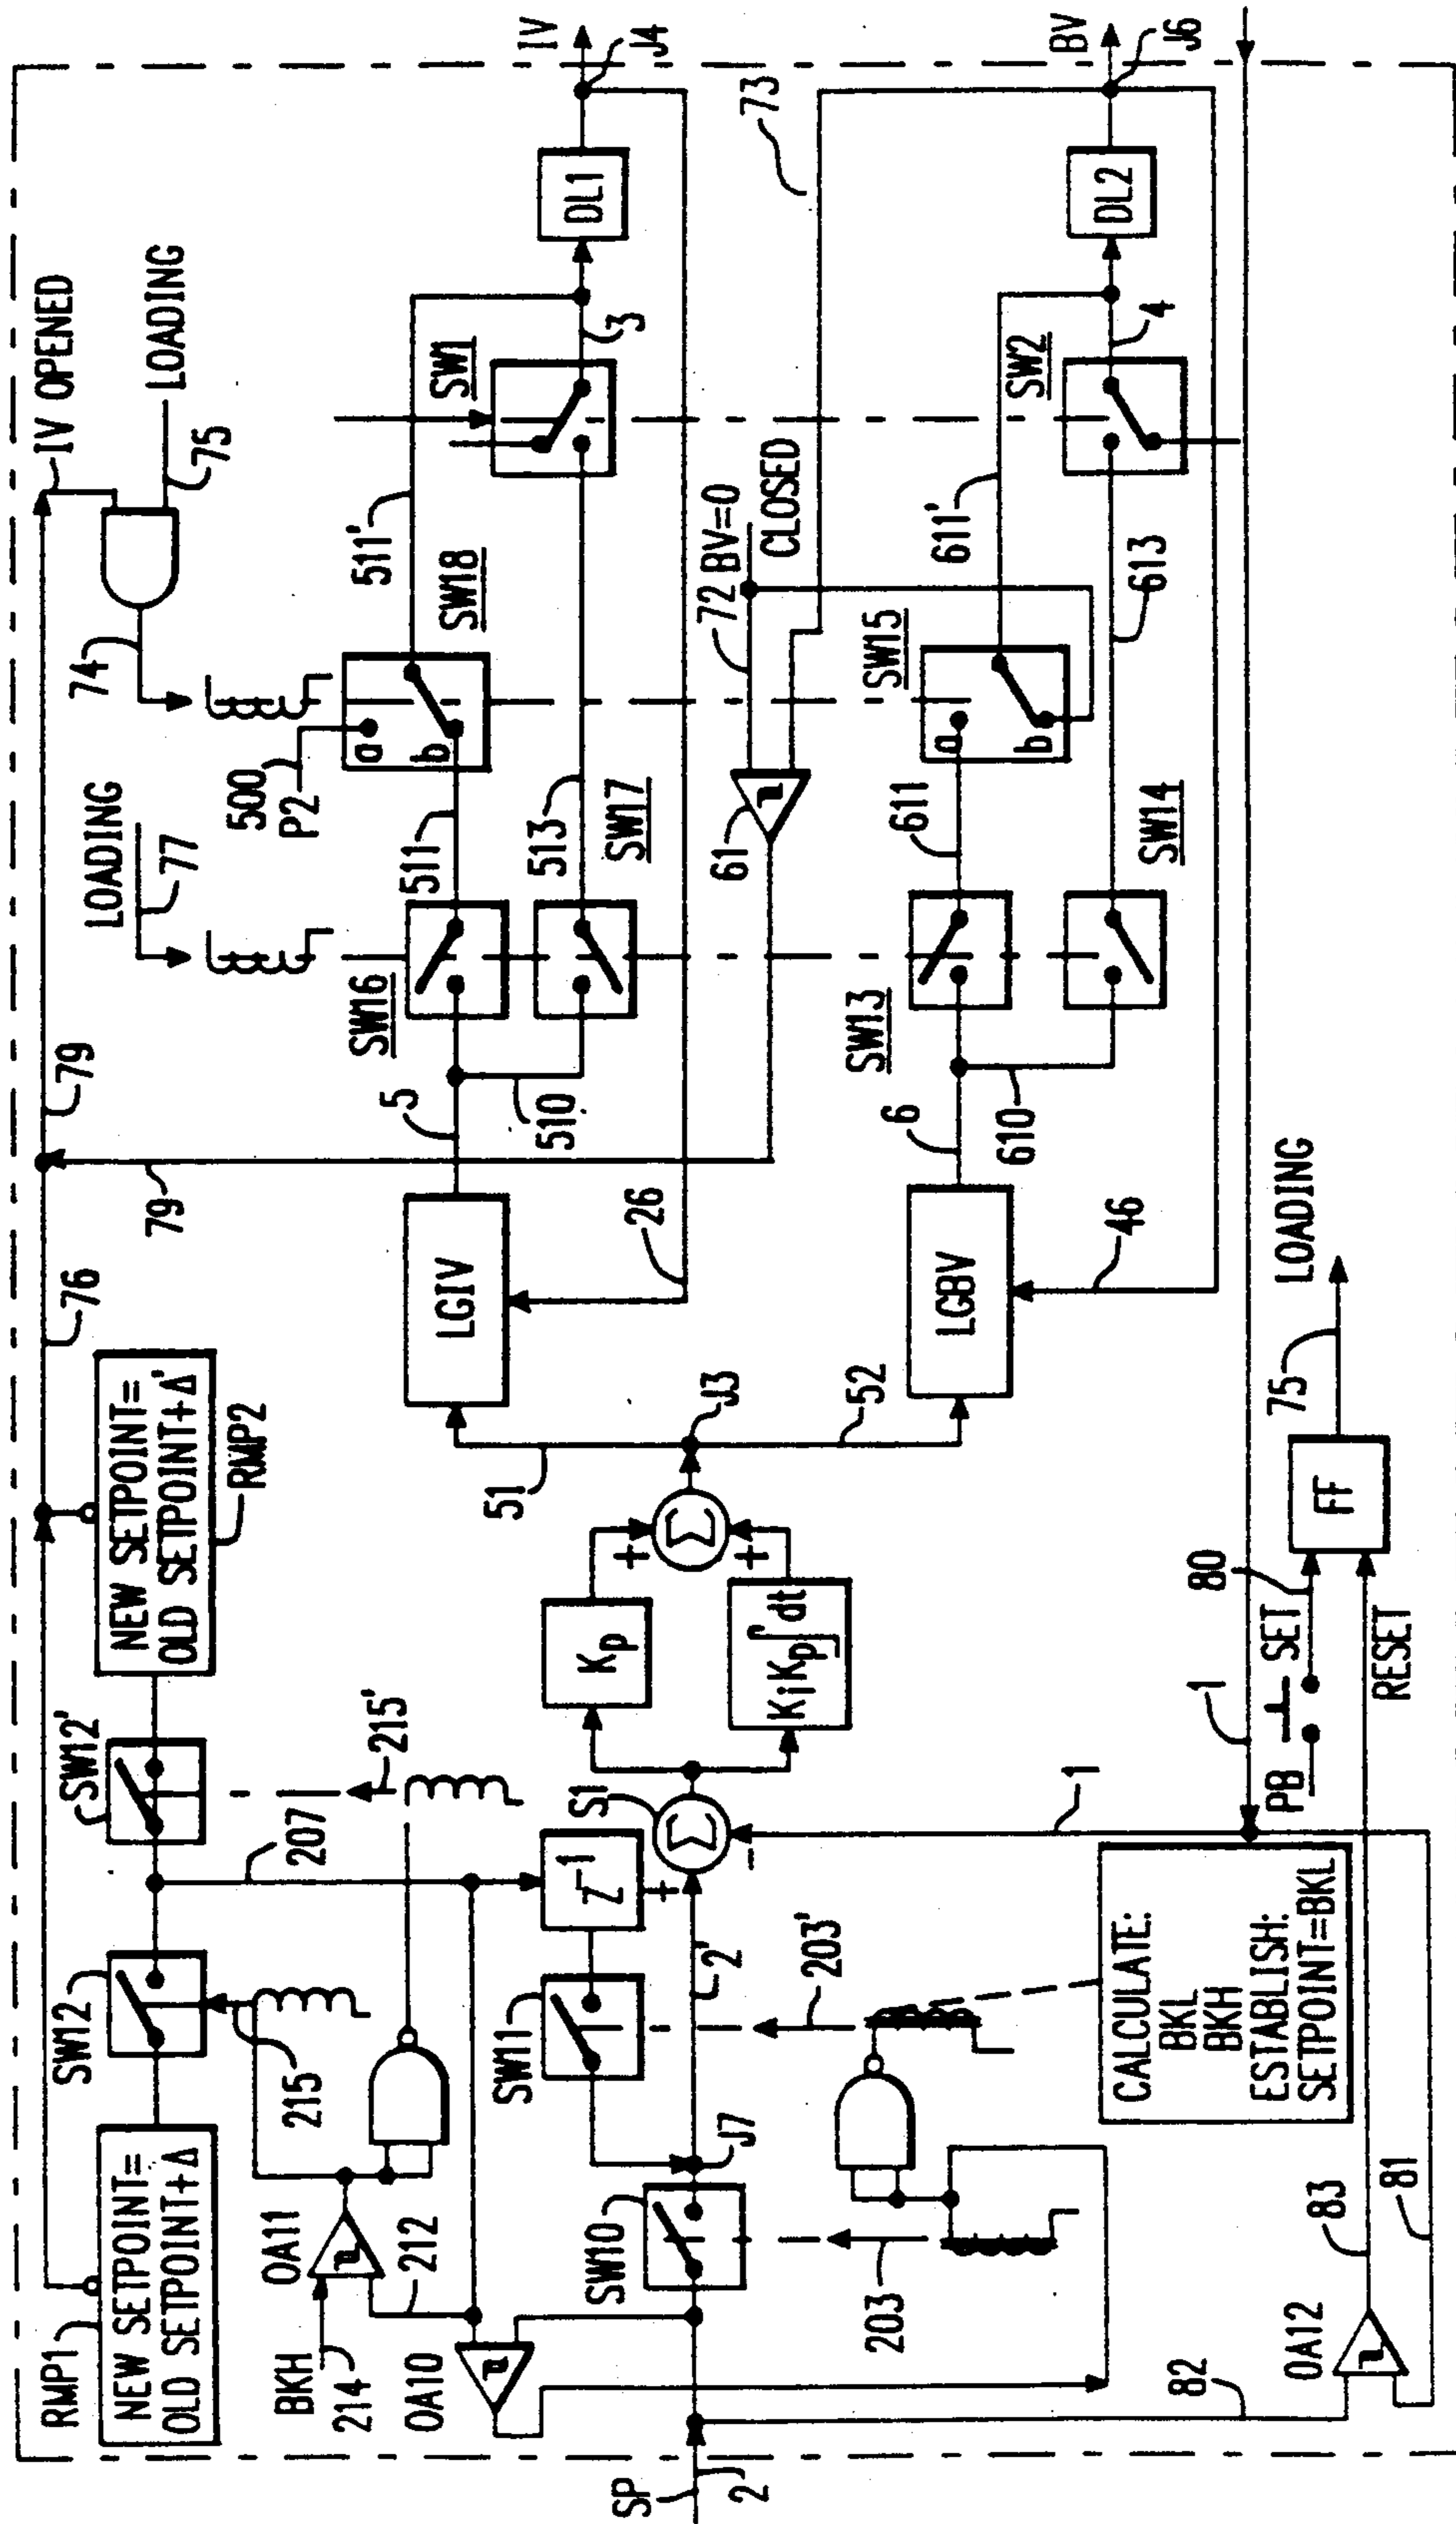 RMP1
NEW SETPOINT=
OLD SETPOINT+Δ
SW12
SW12'
NEW SETPOINT=
OLD SETPOINT+Δ'
RMP2
76
79
79
IV OPENED
LOADING
75
74
LOADING
77
500
P2
a
b
SW18
511'
511
SW16
513
SW17
SW1
3
DL1
IV
J4
5
510
LGIV
26
51
J3
52
215
215'
207
BKH
214
OA11
212
OA10
SW11
Z⁻¹
S1
Σ
+
-
Kp
KiKp∫dt
+
+
Σ
72
BV=0
CLOSED
73
61
SW15
a
b
611'
611
SW13
613
SW14
SW2
4
DL2
BV
J6
6
610
LGBV
46
SP
2
SW10
J7
2'
203
203'
1
1
CALCULATE:
BKL
BKH
ESTABLISH:
SETPOINT=BKL
PB
SET
80
RESET
FF
75
LOADING
82
OA12
83
81